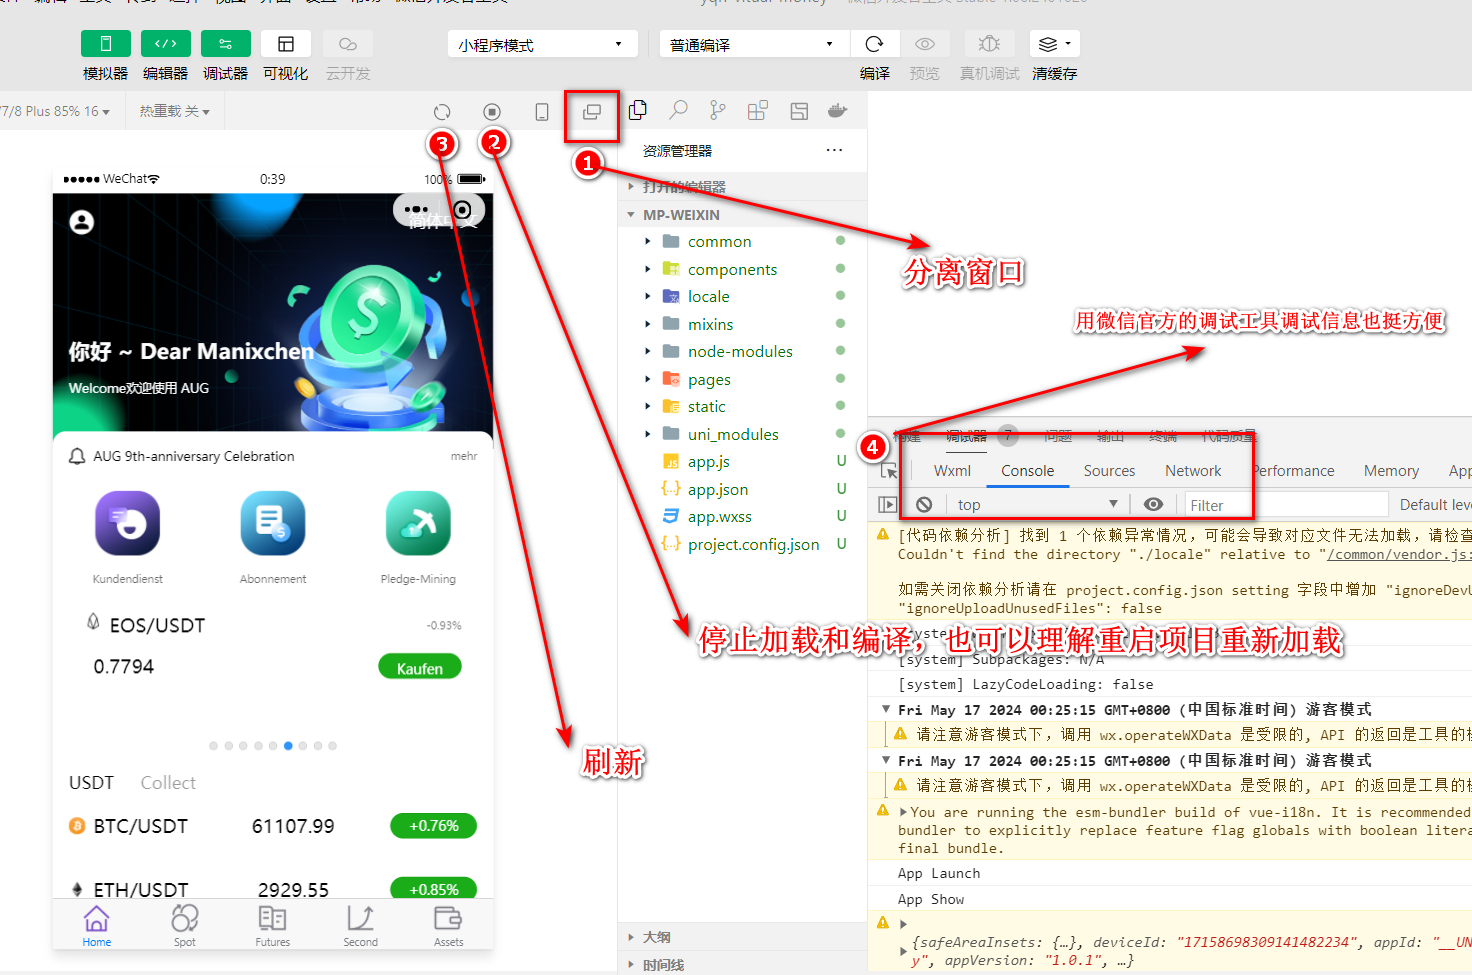 小程序模式
普通编译
模拟器
编辑器
调试器
可视化
云开发
编译
预览
真机调试
清缓存
/7/8 Plus 85% 16
热重载 关
3
2
1
资源管理器
打开的编辑器
MP-WEIXIN
common
components
locale
mixins
node-modules
pages
static
uni_modules
app.js U
app.json U
app.wxss U
project.config.json U
大纲
时间线
WeChat
0:39
100%
简体中文
你好 ~ Dear Manixchen
Welcome欢迎使用 AUG
AUG 9th-anniversary Celebration
mehr
Kundendienst
Abonnement
Pledge-Mining
EOS/USDT
-0.93%
0.7794
Kaufen
USDT
Collect
BTC/USDT
61107.99
+0.76%
ETH/USDT
2929.55
+0.85%
Home
Spot
Futures
Second
Assets
分离窗口
用微信官方的调试工具调试信息也挺方便
停止加载和编译，也可以理解重启项目重新加载
刷新
4
构建
调试器
7
问题
输出
终端
代码质量
Wxml
Console
Sources
Network
Performance
Memory
App
top
Filter
Default leve
[代码依赖分析] 找到 1 个依赖异常情况, 可能会导致对应文件无法加载, 请检查
Couldn't find the directory "./locale" relative to "/common/vendor.js:
如需关闭依赖分析请在 project.config.json setting 字段中增加 "ignoreDevU
"ignoreUploadUnusedFiles": false
[system] Subpackages: N/A
[system] LazyCodeLoading: false
Fri May 17 2024 00:25:15 GMT+0800 (中国标准时间) 游客模式
请注意游客模式下, 调用 wx.operateWXData 是受限的, API 的返回是工具的模
Fri May 17 2024 00:25:15 GMT+0800 (中国标准时间) 游客模式
请注意游客模式下, 调用 wx.operateWXData 是受限的, API 的返回是工具的模
You are running the esm-bundler build of vue-i18n. It is recommended
bundler to explicitly replace feature flag globals with boolean litera
final bundle.
App Launch
App Show
{safeAreaInsets: {…}, deviceId: "17158698309141482234", appId: "__UN
y", appVersion: "1.0.1", …}